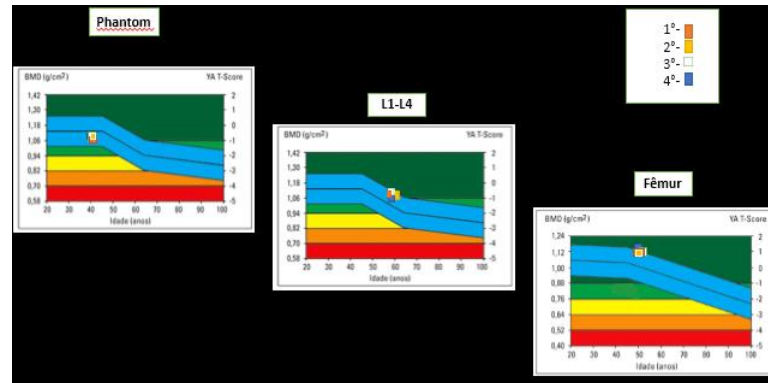 Phantom
1º-
2º-
3º-
4º-
BMD (g/cm²) YA T-Score
1,42 2
1,30 1
1,18 0
1,06 -1
0,94 -2
0,82 -3
0,70 -4
0,58 -5
20 30 40 50 60 70 80 90 100
Idade (anos)
L1-L4
BMD (g/cm²) YA T-Score
1,42 2
1,30 1
1,18 0
1,06 -1
0,94 -2
0,82 -3
0,70 -4
0,58 -5
20 30 40 50 60 70 80 90 100
Idade (anos)
Fêmur
BMD (g/cm²) YA T-Score
1,24 2
1,12 1
1,00 0
0,88 -1
0,76 -2
0,64 -3
0,52 -4
0,40 -5
20 30 40 50 60 70 80 90 100
Idade (anos)